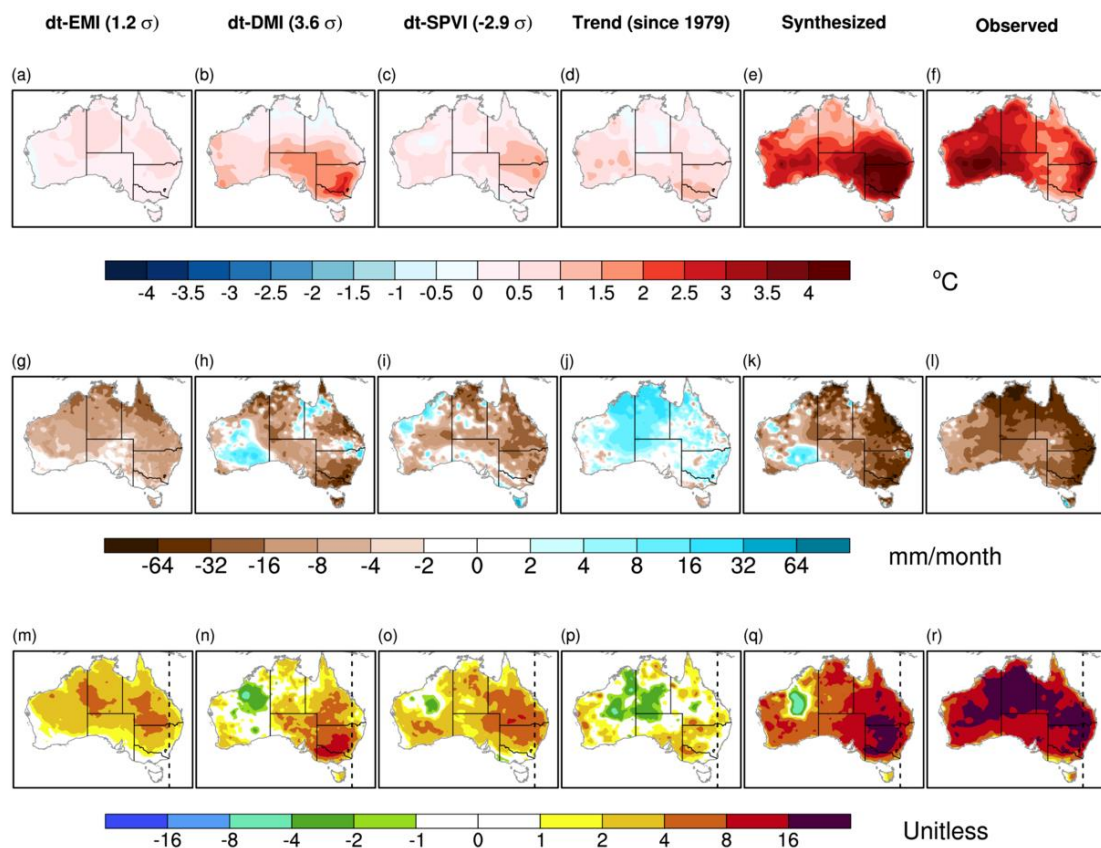 dt-EMI (1.2 σ) dt-DMI (3.6 σ) dt-SPVI (-2.9 σ) Trend (since 1979) Synthesized Observed
(a) (b) (c) (d) (e) (f)
-4 -3.5 -3 -2.5 -2 -1.5 -1 -0.5 0 0.5 1 1.5 2 2.5 3 3.5 4 °C
(g) (h) (i) (j) (k) (l)
-64 -32 -16 -8 -4 -2 0 2 4 8 16 32 64 mm/month
(m) (n) (o) (p) (q) (r)
-16 -8 -4 -2 -1 0 1 2 4 8 16 Unitless